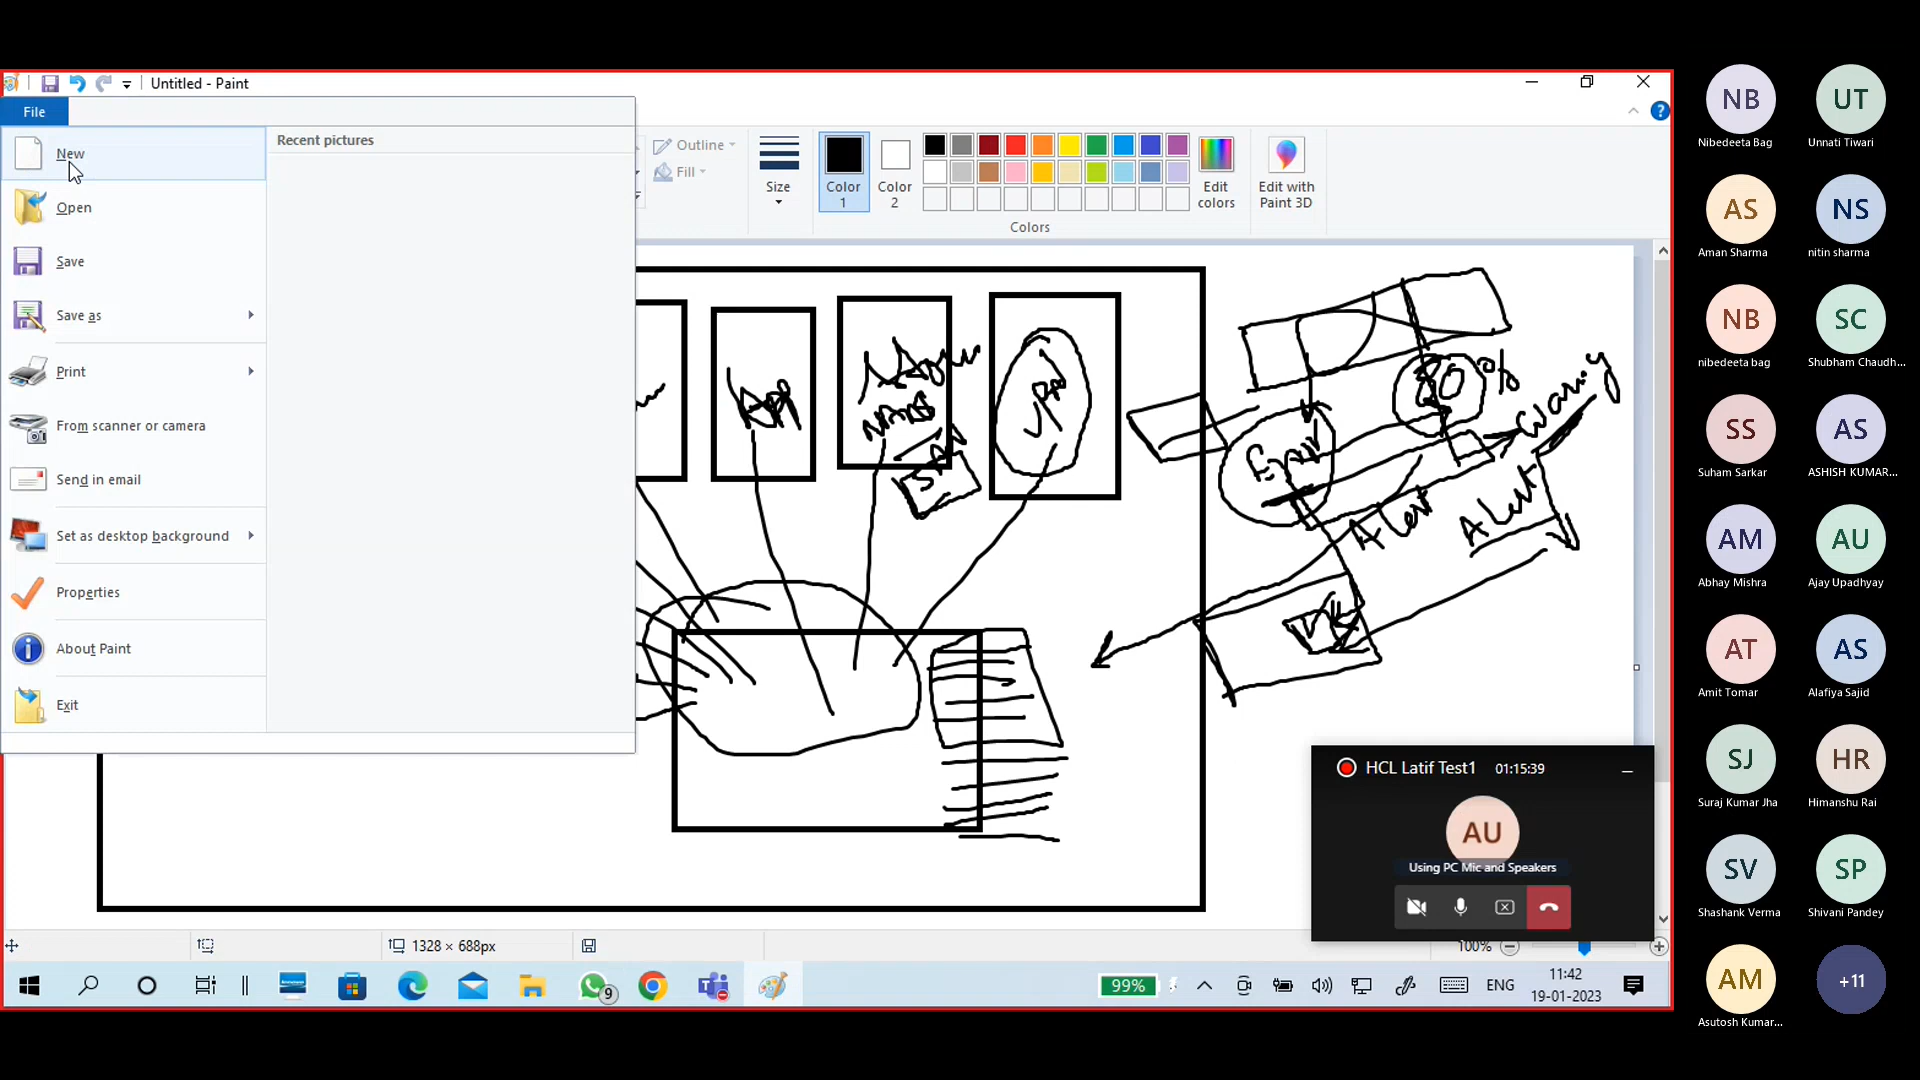 Untitled - Paint
File
New
Open
Save
Save as
Print
From scanner or camera
Send in email
Set as desktop background
Properties
About Paint
Exit
Recent pictures
Outline
Fill
Size
Color 1
Color 2
Edit colors
Edit with Paint 3D
Colors
80%
Alert
Alert
HCL Latif Test1 01:15:39
AU
Using PC Mic and Speakers
1328 × 688px
100%
9
99%
ENG
11:42
19-01-2023
NB
Nibedeeta Bag
UT
Unnati Tiwari
AS
Aman Sharma
NS
nitin sharma
NB
nibedeeta bag
SC
Shubham Chaudh...
SS
Suham Sarkar
AS
ASHISH KUMAR...
AM
Abhay Mishra
AU
Ajay Upadhyay
AT
Amit Tomar
AS
Alafiya Sajid
SJ
Suraj Kumar Jha
HR
Himanshu Rai
SV
Shashank Verma
SP
Shivani Pandey
AM
Asutosh Kumar...
+11